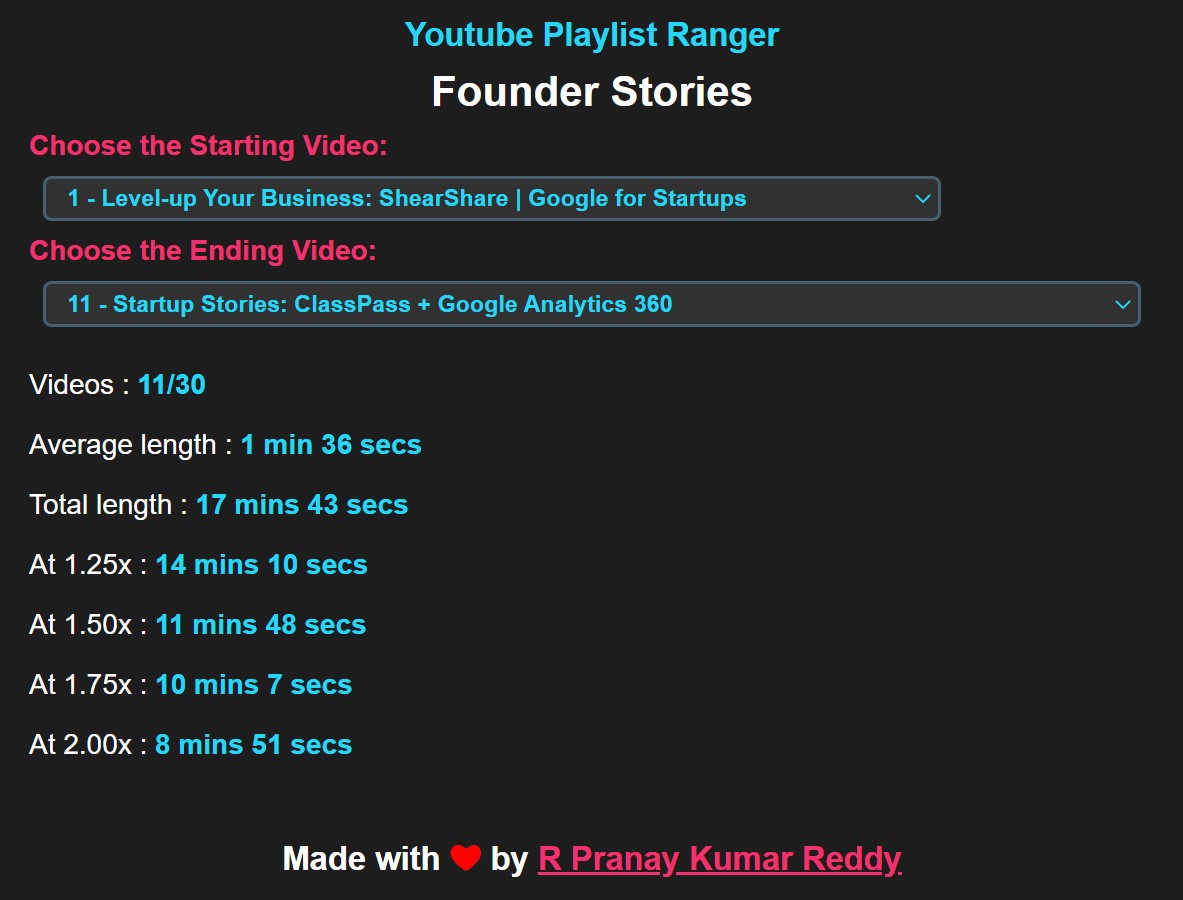 Youtube Playlist Ranger
Founder Stories
Choose the Starting Video:
1 - Level-up Your Business: ShearShare | Google for Startups
Choose the Ending Video:
11 - Startup Stories: ClassPass + Google Analytics 360
Videos : 11/30
Average length : 1 min 36 secs
Total length : 17 mins 43 secs
At 1.25x : 14 mins 10 secs
At 1.50x : 11 mins 48 secs
At 1.75x : 10 mins 7 secs
At 2.00x : 8 mins 51 secs
Made with ❤ by R Pranay Kumar Reddy